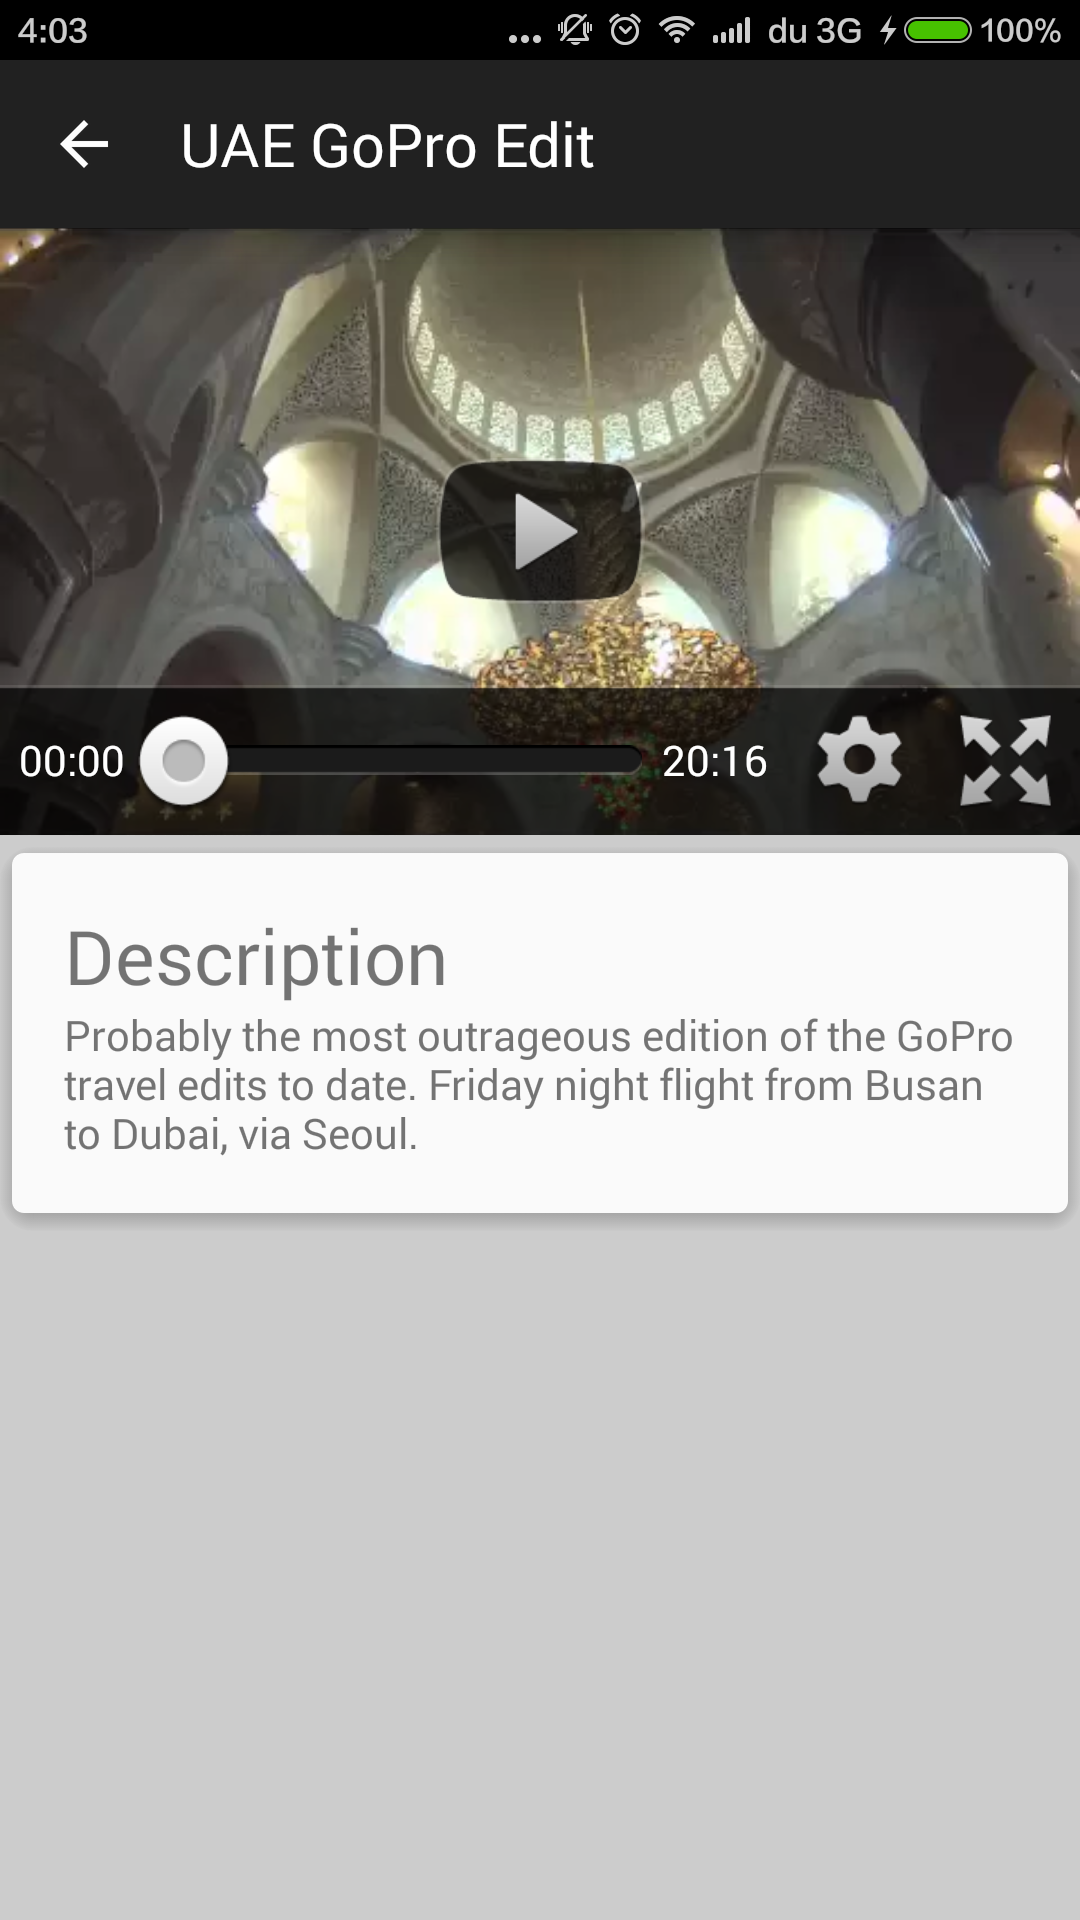 4:03 ... du 3G 100%
UAE GoPro Edit
00:00 20:16
Description
Probably the most outrageous edition of the GoPro
travel edits to date. Friday night flight from Busan
to Dubai, via Seoul.